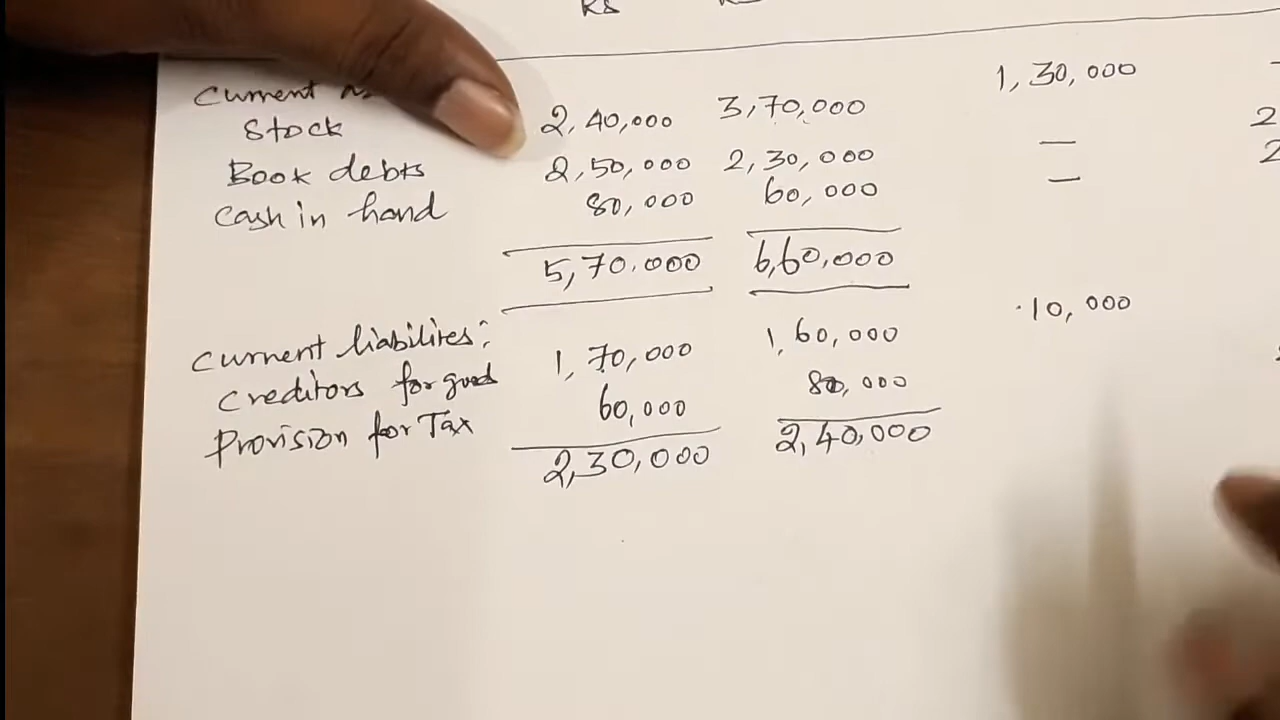 Rs
Current
Stock 2,40,000 3,70,000 1,30,000
Book debts 2,50,000 2,30,000 — 2
Cash in hand 80,000 60,000 — 2
5,70,000 6,60,000
Current liabilites:
Creditors for good 1,70,000 1,60,000 10,000
Provision for Tax 60,000 80,000
2,30,000 2,40,000